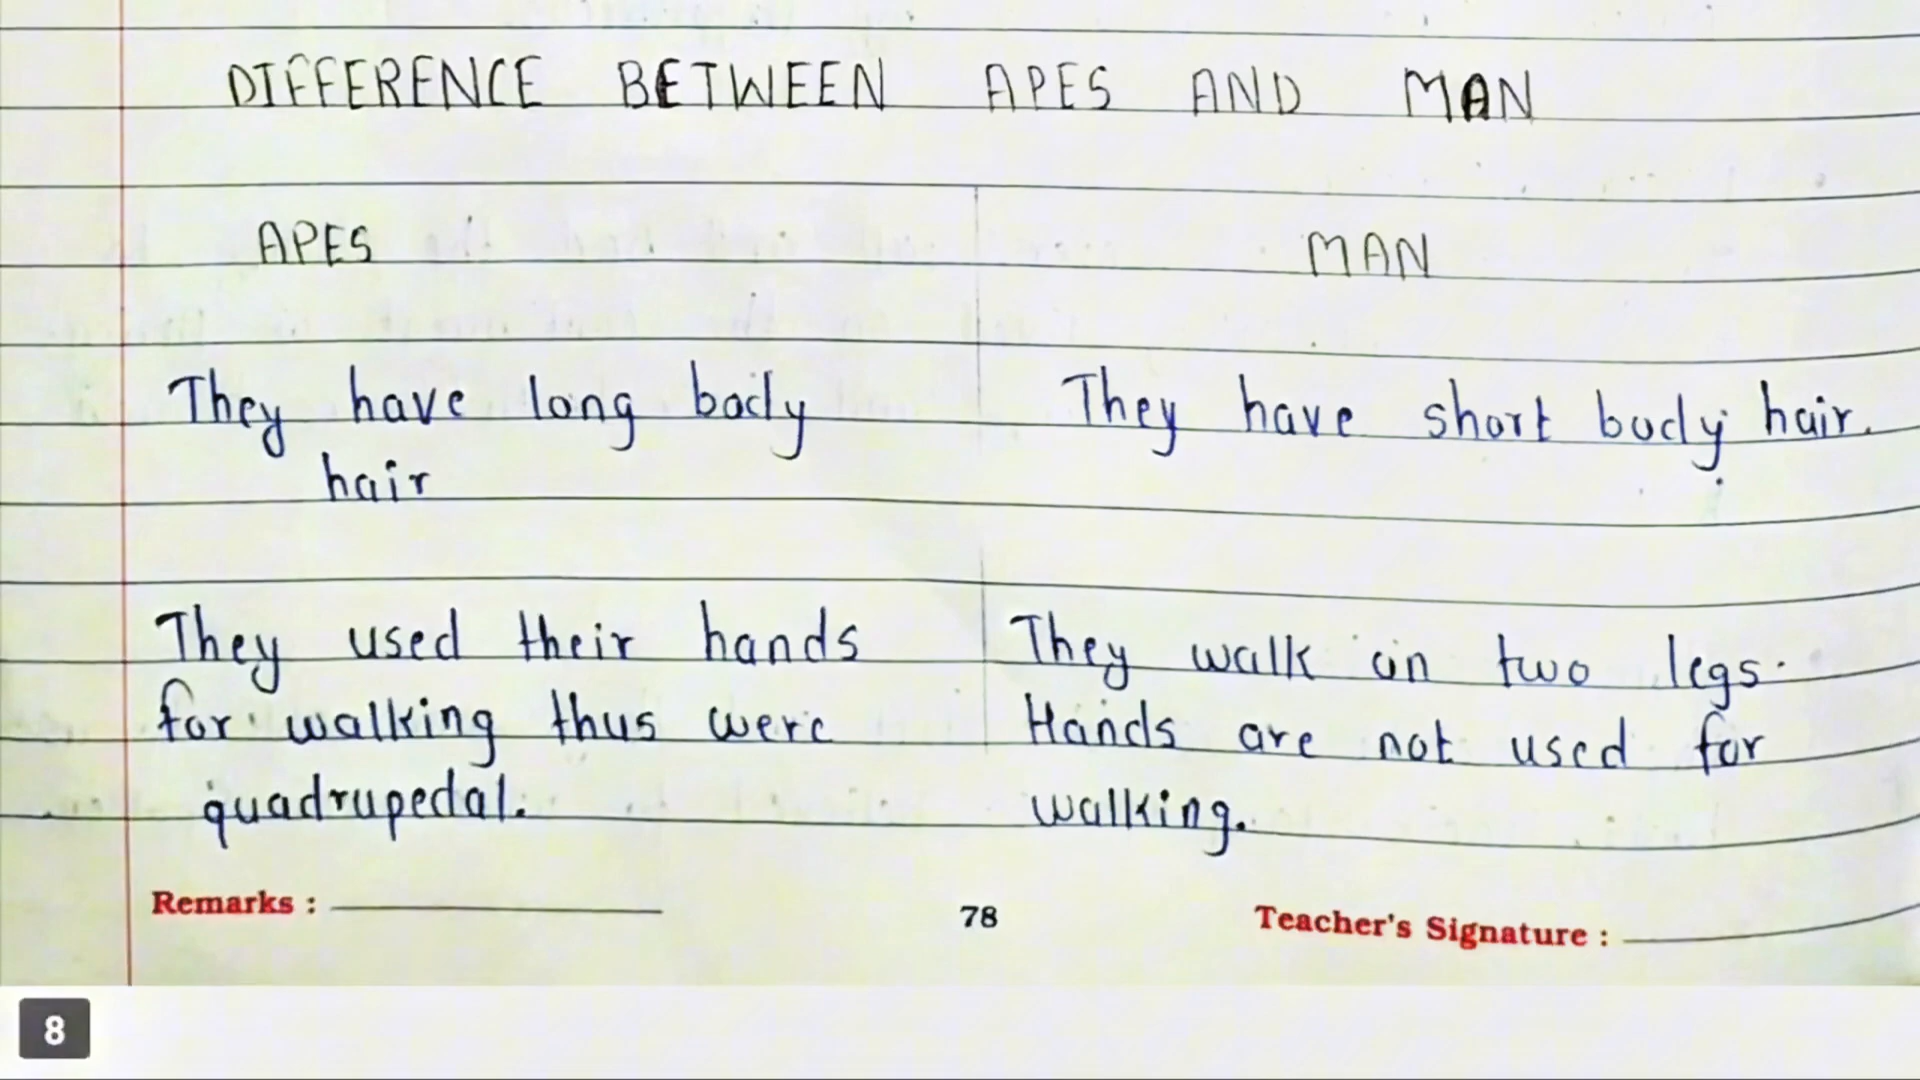 DIFFERENCE BETWEEN APES AND MAN
APES
MAN
They have long body
hair
They have short body hair.
They used their hands
for walking thus were
quadrupedal.
They walk on two legs.
Hands are not used for
walking.
Remarks :
78
Teacher's Signature :
8